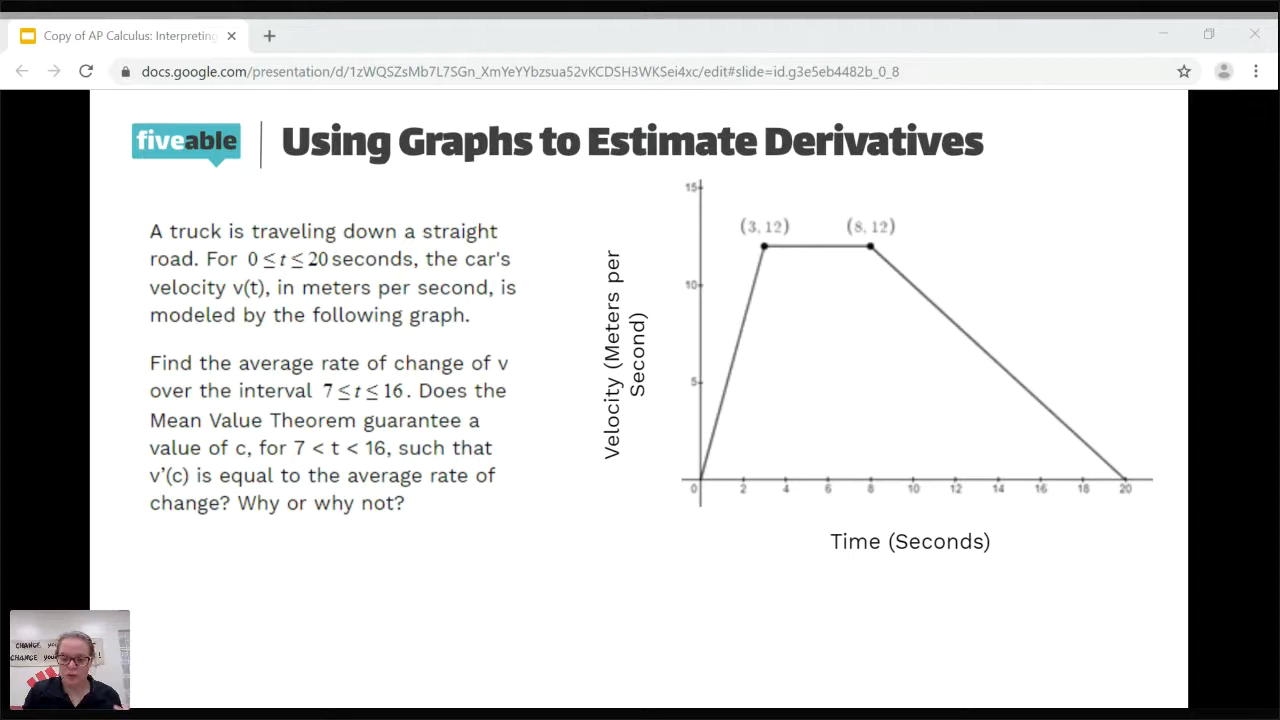 Copy of AP Calculus: Interpreting
docs.google.com/presentation/d/1zWQSZsMb7L7SGn_XmYeYYbzsua52vKCDSH3WKSei4xc/edit#slide=id.g3e5eb4482b_0_8
fiveable
Using Graphs to Estimate Derivatives
A truck is traveling down a straight
road. For 0 ≤ t ≤ 20 seconds, the car's
velocity v(t), in meters per second, is
modeled by the following graph.
Find the average rate of change of v
over the interval 7 ≤ t ≤ 16. Does the
Mean Value Theorem guarantee a
value of c, for 7 < t < 16, such that
v’(c) is equal to the average rate of
change? Why or why not?
Velocity (Meters per
Second)
15
10
5
(3, 12)
(8, 12)
0 2 4 6 8 10 12 14 16 18 20
Time (Seconds)
CHANGE
CHANGE